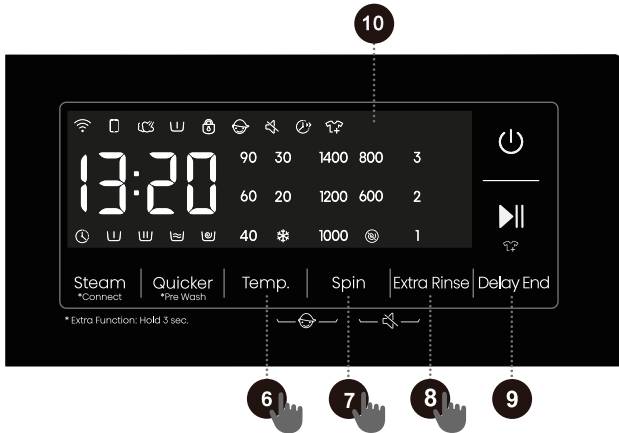 10
90 30 1400 800 3
13:20
60 20 1200 600 2
40 1000 1
Steam Quicker Temp. Spin Extra Rinse Delay End
*Connect *Pre Wash
* Extra Function: Hold 3 sec.
6 7 8 9